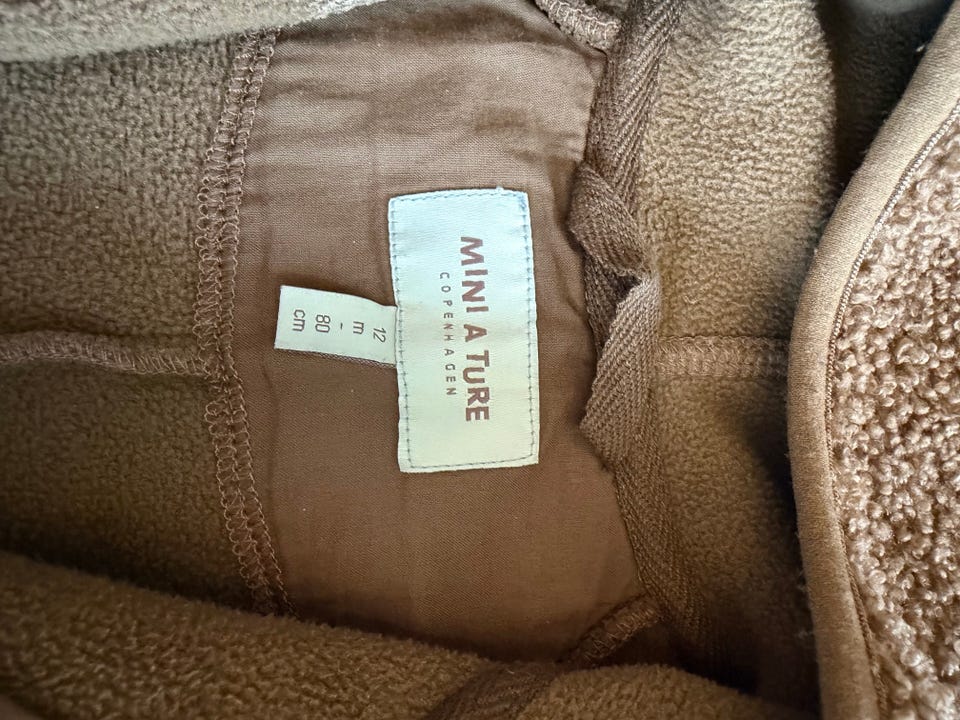 MINI A TURE
COPENHAGEN
12
m
-
80
cm